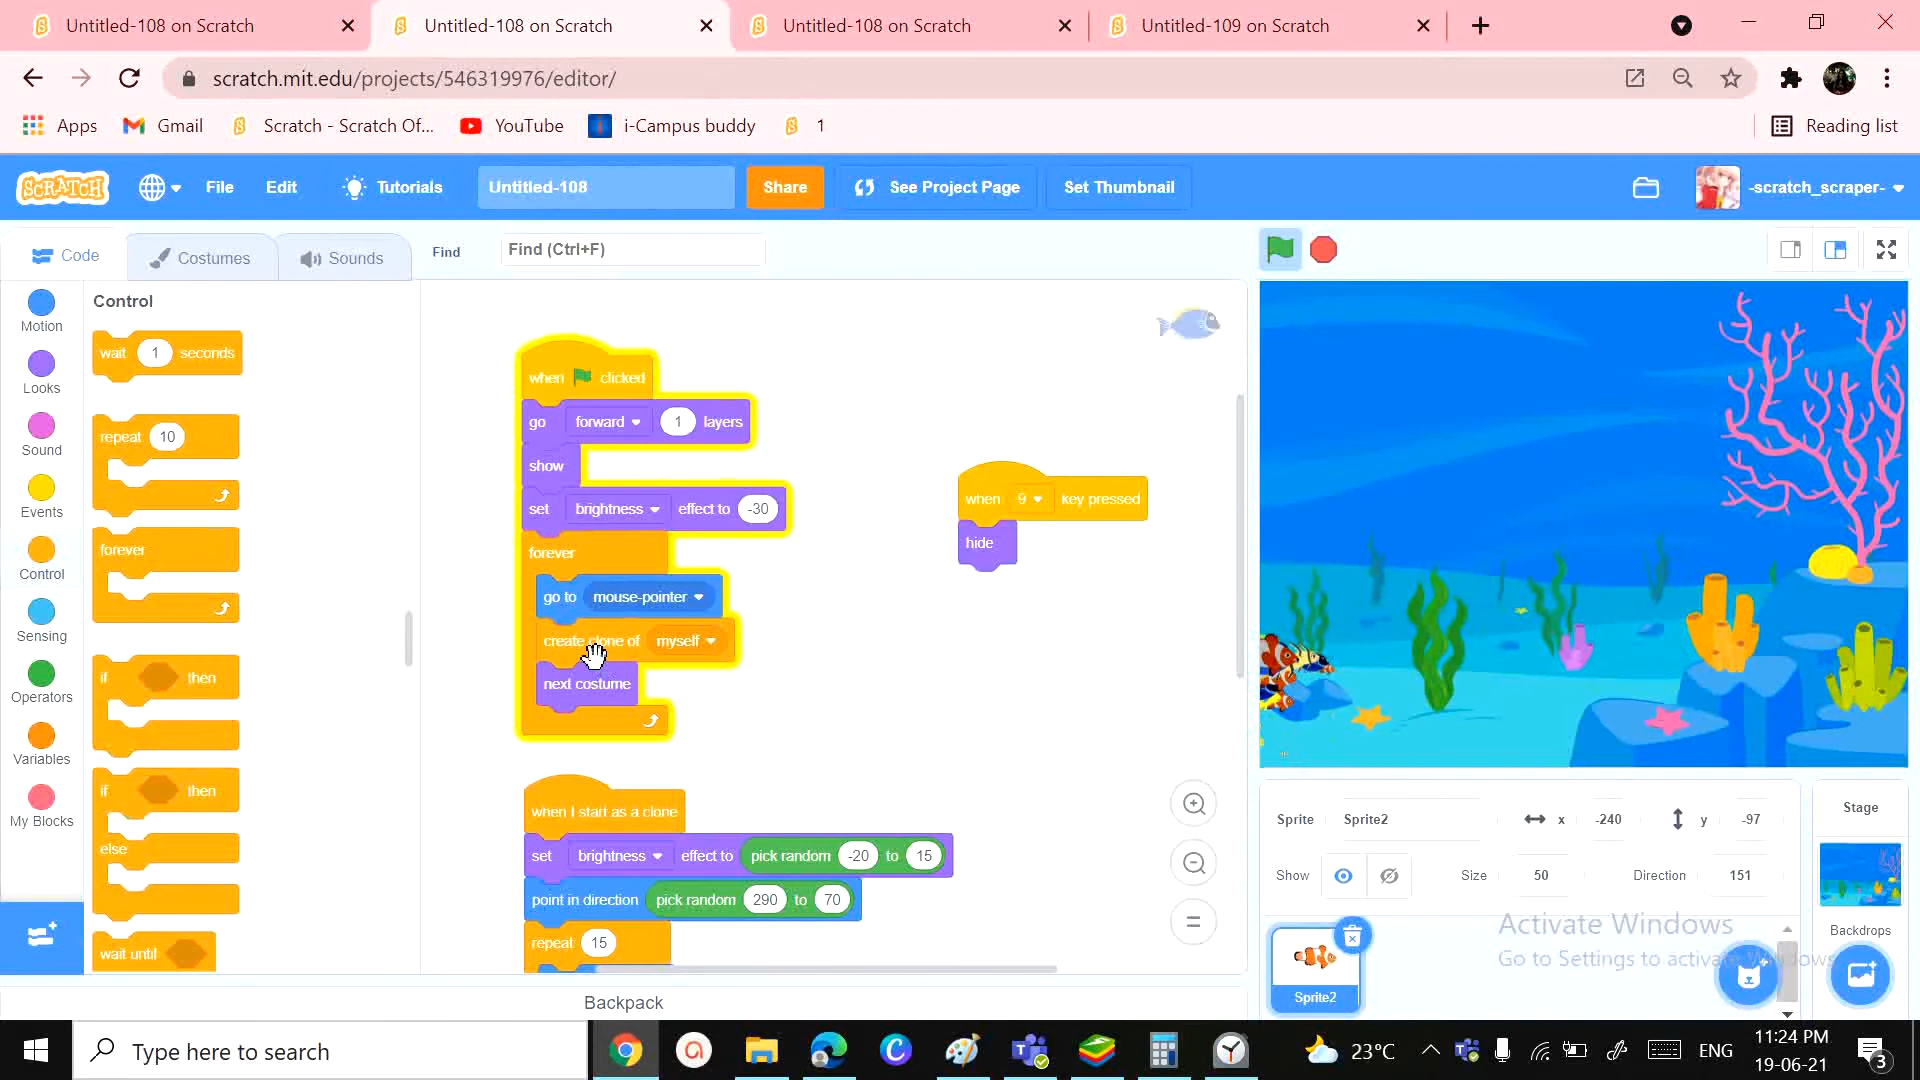 Untitled-108 on Scratch
Untitled-108 on Scratch
Untitled-108 on Scratch
Untitled-109 on Scratch
scratch.mit.edu/projects/546319976/editor/
Apps
Gmail
Scratch - Scratch Of...
YouTube
i-Campus buddy
1
Reading list
SCRATCH
File
Edit
Tutorials
Untitled-108
Share
See Project Page
Set Thumbnail
-scratch_scraper-
Code
Costumes
Sounds
Find
Find (Ctrl+F)
Motion
Looks
Sound
Events
Control
Sensing
Operators
Variables
My Blocks
Control
wait 1 seconds
repeat 10
forever
if then
if then
else
wait until
when clicked
go forward 1 layers
show
set brightness effect to -30
forever
go to mouse-pointer
create clone of myself
next costume
when 9 key pressed
hide
when I start as a clone
set brightness effect to pick random -20 to 15
point in direction pick random 290 to 70
repeat 15
Backpack
Sprite Sprite2 x -240 y -97
Show Size 50 Direction 151
Sprite2
Stage
Backdrops
Activate Windows
Go to Settings to activate Windows.
Type here to search
23°C
ENG
11:24 PM
19-06-21
3